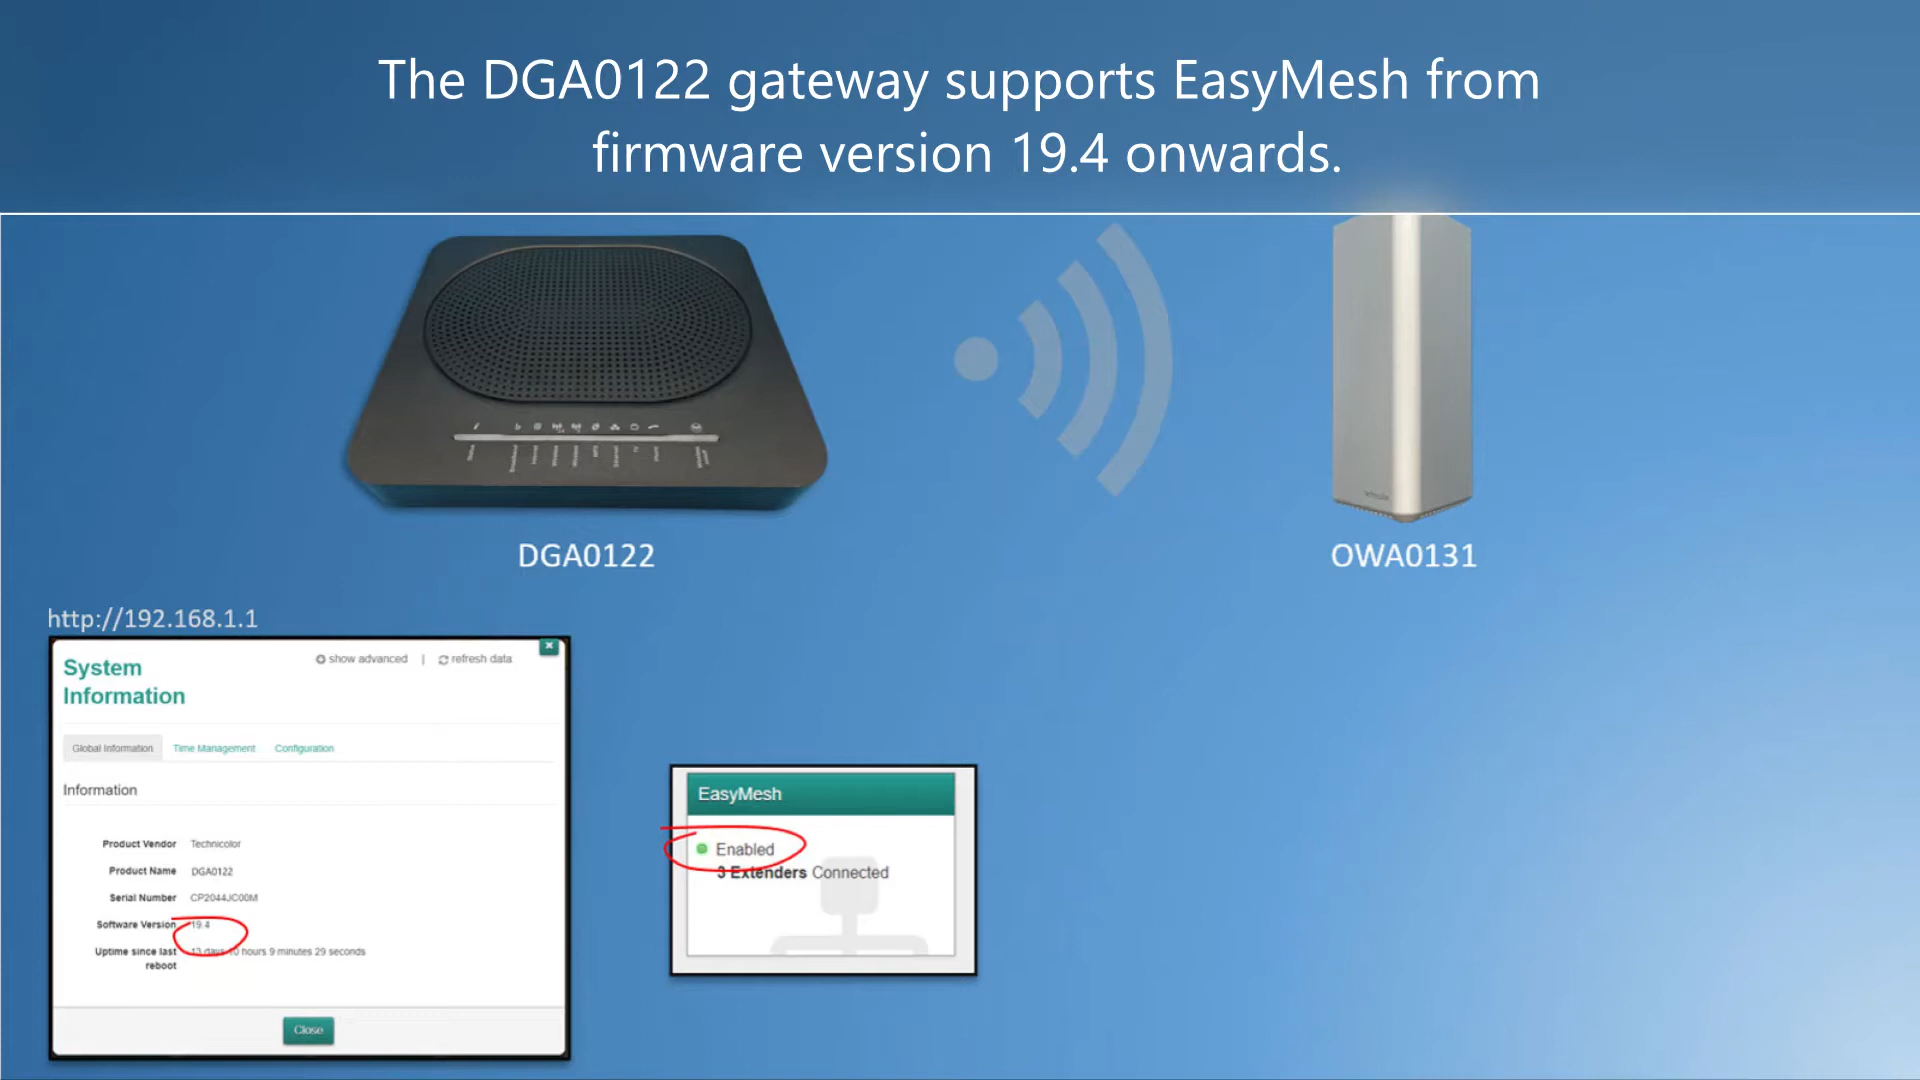 The DGA0122 gateway supports EasyMesh from
firmware version 19.4 onwards.
DGA0122
OWA0131
http://192.168.1.1
System
Information
show advanced | refresh data
Global Information Time Management Configuration
Information
Product Vendor Technicolor
Product Name DGA0122
Serial Number CP2044JC00M
Software Version 19.4
Uptime since last 13 days 10 hours 9 minutes 29 seconds
reboot
Close
EasyMesh
Enabled
3 Extenders Connected